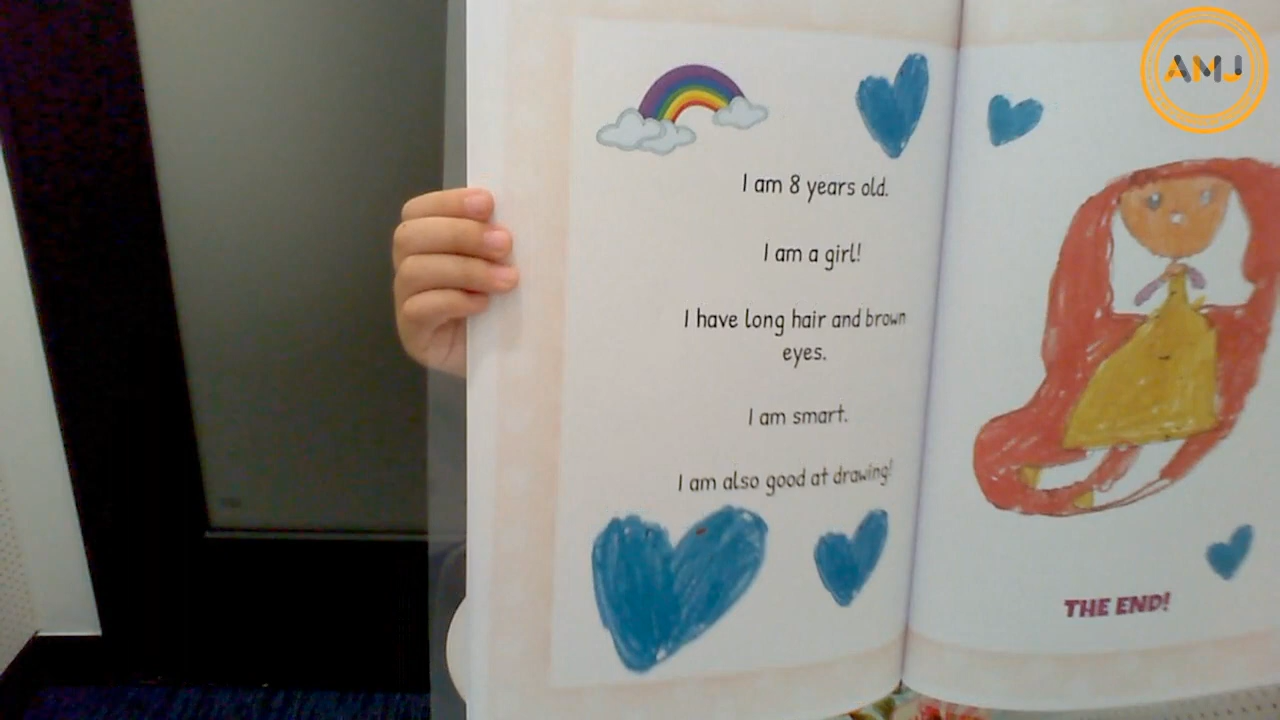 AMJ
I am 8 years old.
I am a girl!
I have long hair and brown
eyes.
I am smart.
I am also good at drawing!
THE END!